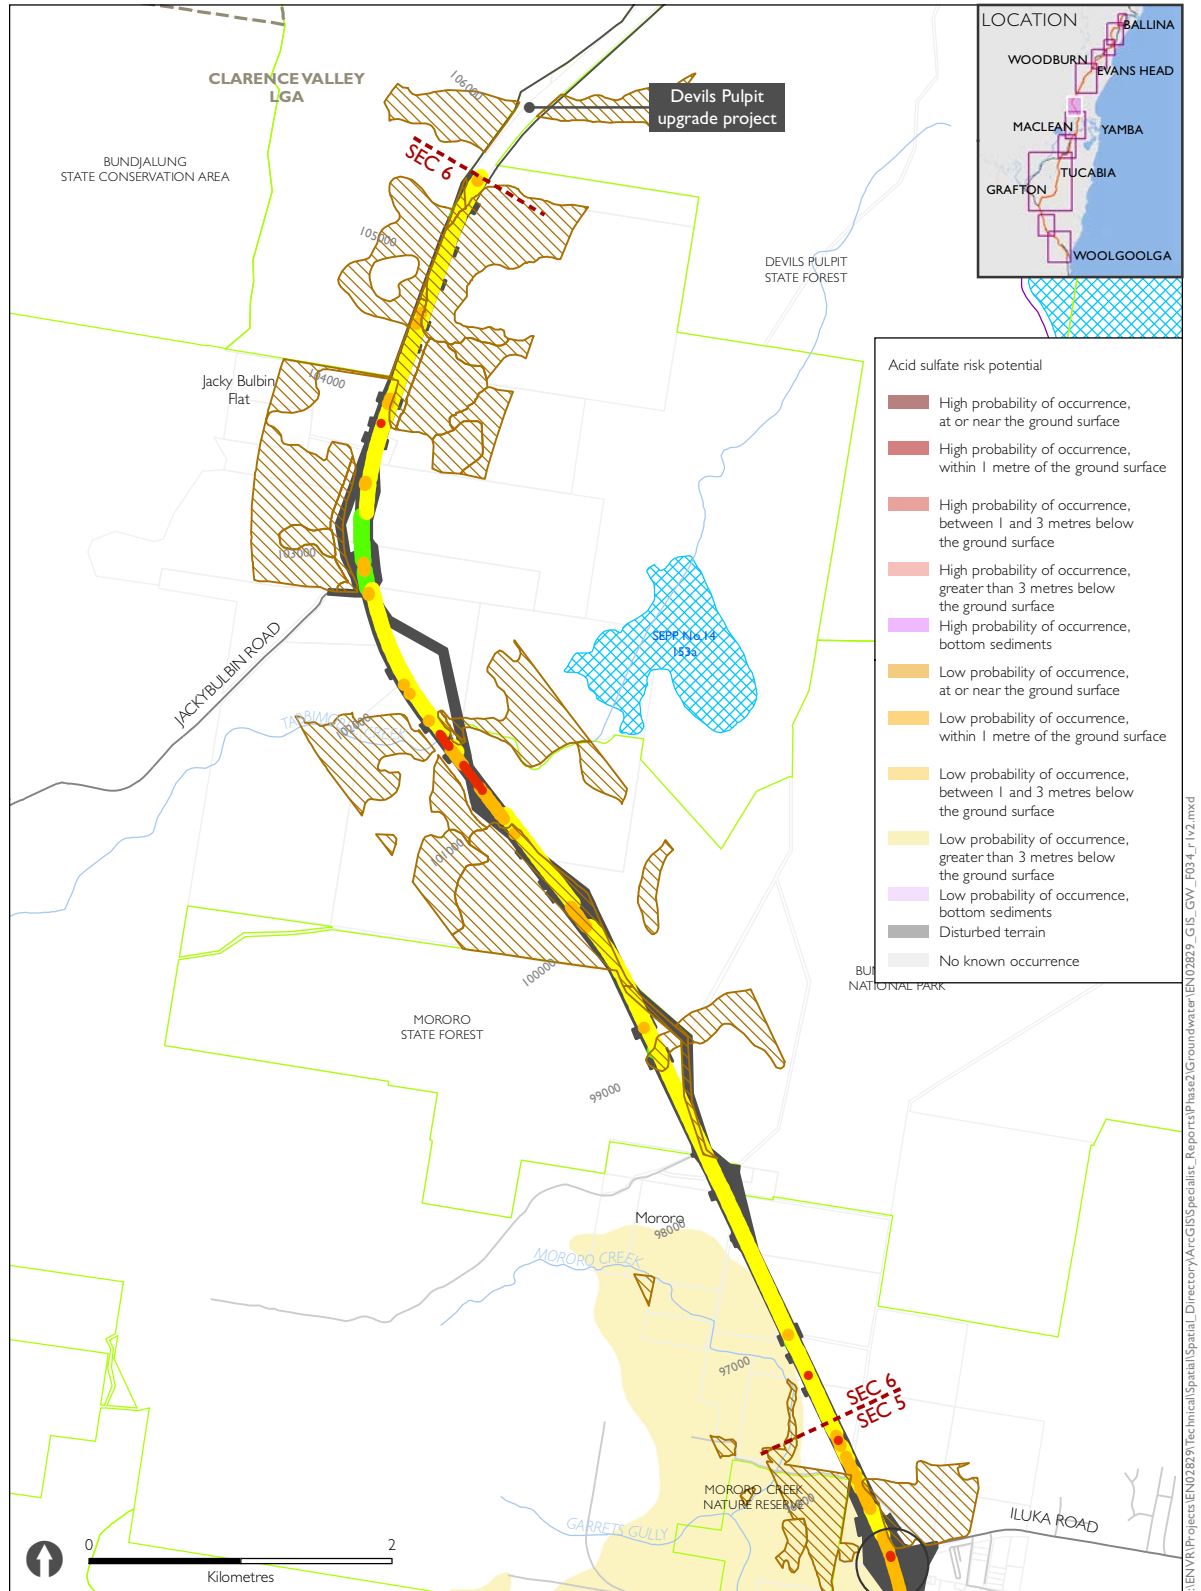 LOCATION
BALLINA
WOODBURN
EVANS HEAD
MACLEAN
YAMBA
TUCABIA
GRAFTON
WOOLGOOLGA
CLARENCE VALLEY
LGA
106000
Devils Pulpit
upgrade project
SEC 6
BUNDJALUNG
STATE CONSERVATION AREA
105000
DEVILS PULPIT
STATE FOREST
Jacky Bulbin
Flat
104000
103000
JACKYBULBIN ROAD
SEPP No.14
153a
102000
101000
100000
MORORO
STATE FOREST
NATIONAL PARK
99000
Mororo
98000
MORORO CREEK
97000
SEC 6
SEC 5
MORORO CREEK
NATURE RESERVE
GARRETS GULLY
ILUKA ROAD
0 2
Kilometres
Acid sulfate risk potential
High probability of occurrence,
at or near the ground surface
High probability of occurrence,
within 1 metre of the ground surface
High probability of occurrence,
between 1 and 3 metres below
the ground surface
High probability of occurrence,
greater than 3 metres below
the ground surface
High probability of occurrence,
bottom sediments
Low probability of occurrence,
at or near the ground surface
Low probability of occurrence,
within 1 metre of the ground surface
Low probability of occurrence,
between 1 and 3 metres below
the ground surface
Low probability of occurrence,
greater than 3 metres below
the ground surface
Low probability of occurrence,
bottom sediments
Disturbed terrain
No known occurrence